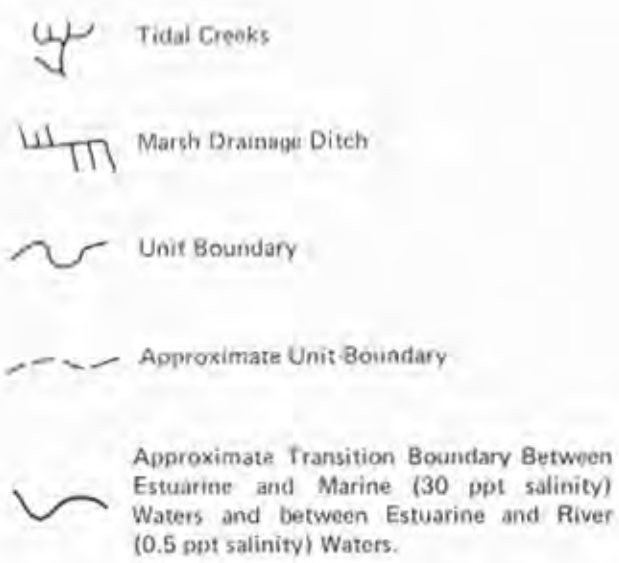 Tidal Creeks
Marsh Drainage Ditch
Unit Boundary
Approximate Unit Boundary
Approximate Transition Boundary Between
Estuarine and Marine (30 ppt salinity)
Waters and between Estuarine and River
(0.5 ppt salinity) Waters.